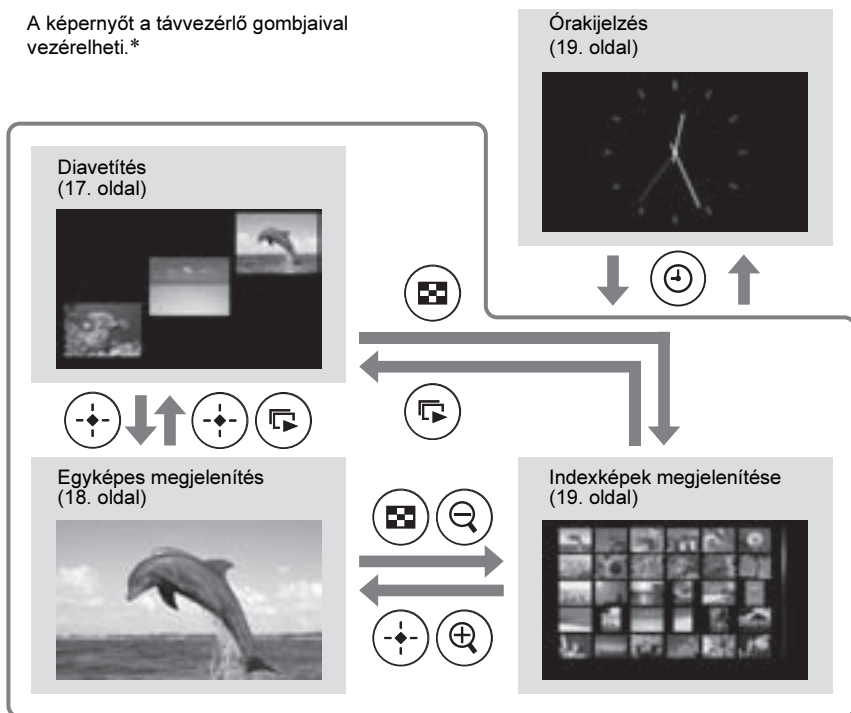 A képernyőt a távvezérlő gombjaival
vezérelheti.*
Órakijelzés
(19. oldal)
Diavetítés
(17. oldal)
Egyképes megjelenítés
(18. oldal)
Indexképek megjelenítése
(19. oldal)